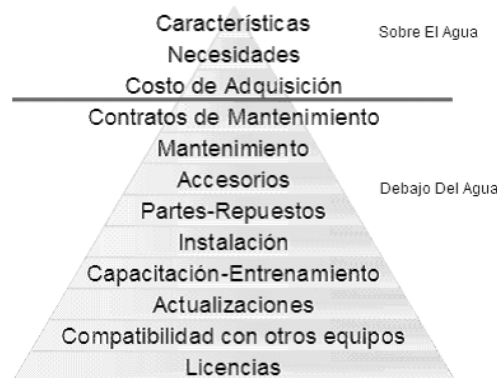 Características
Sobre El Agua
Necesidades
Costo de Adquisición
Contratos de Mantenimiento
Mantenimiento
Accesorios
Debajo Del Agua
Partes-Repuestos
Instalación
Capacitación-Entrenamiento
Actualizaciones
Compatibilidad con otros equipos
Licencias